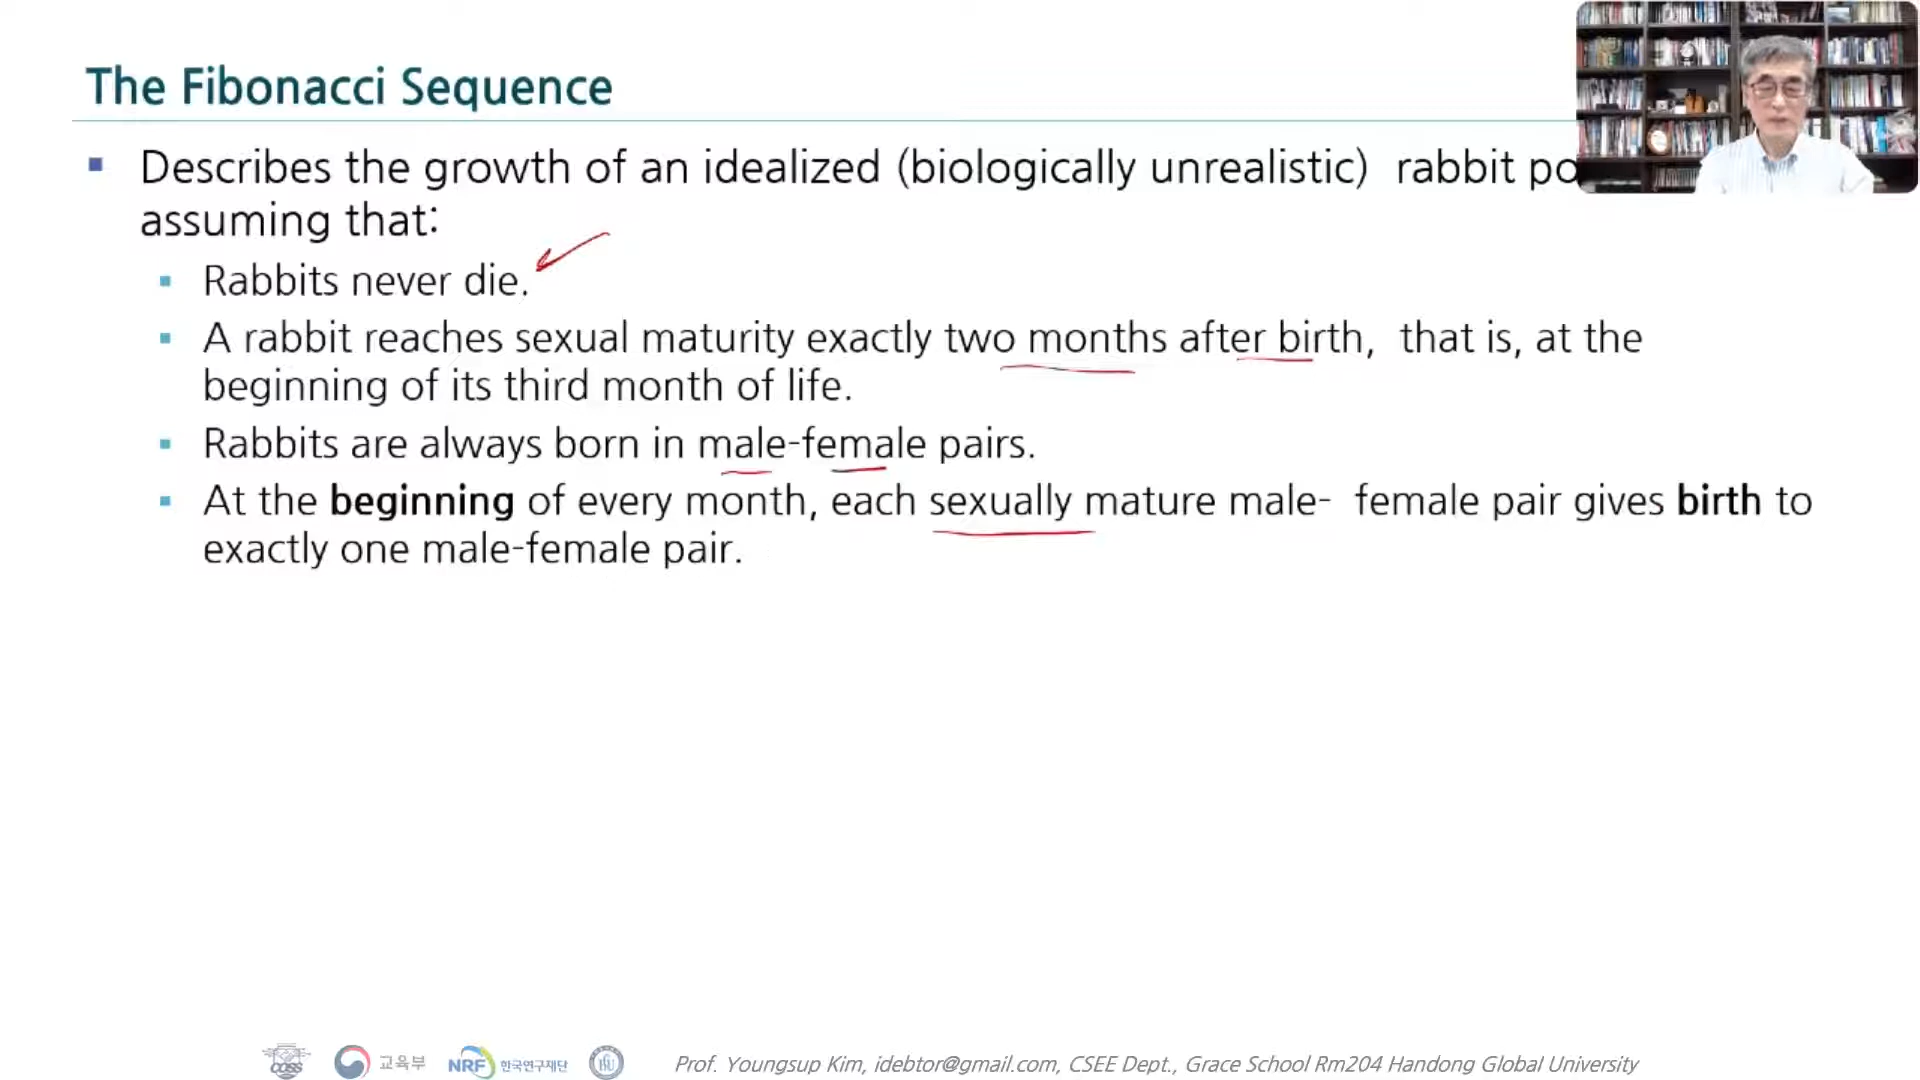 The Fibonacci Sequence
Describes the growth of an idealized (biologically unrealistic) rabbit po
assuming that:
Rabbits never die.
A rabbit reaches sexual maturity exactly two months after birth, that is, at the
beginning of its third month of life.
Rabbits are always born in male-female pairs.
At the beginning of every month, each sexually mature male- female pair gives birth to
exactly one male-female pair.
COSS 교육부 NRF 한국연구재단 Prof. Youngsup Kim, idebtor@gmail.com, CSEE Dept., Grace School Rm204 Handong Global University